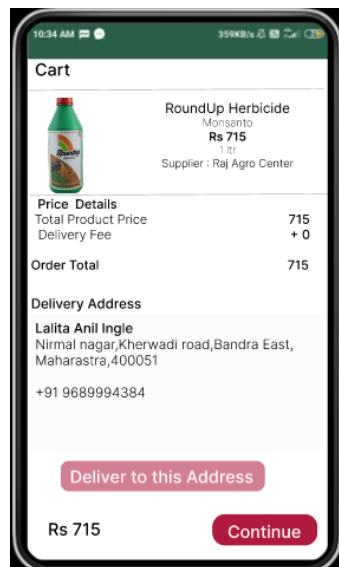 10:34 AM
359KB/s
Cart
RoundUp Herbicide
Monsanto
Rs 715
1 ltr
Supplier : Raj Agro Center
Roundup
Price Details
Total Product Price 715
Delivery Fee + 0
Order Total 715
Delivery Address
Lalita Anil Ingle
Nirmal nagar,Kherwadi road,Bandra East,
Maharastra,400051
+91 9689994384
Deliver to this Address
Rs 715 Continue